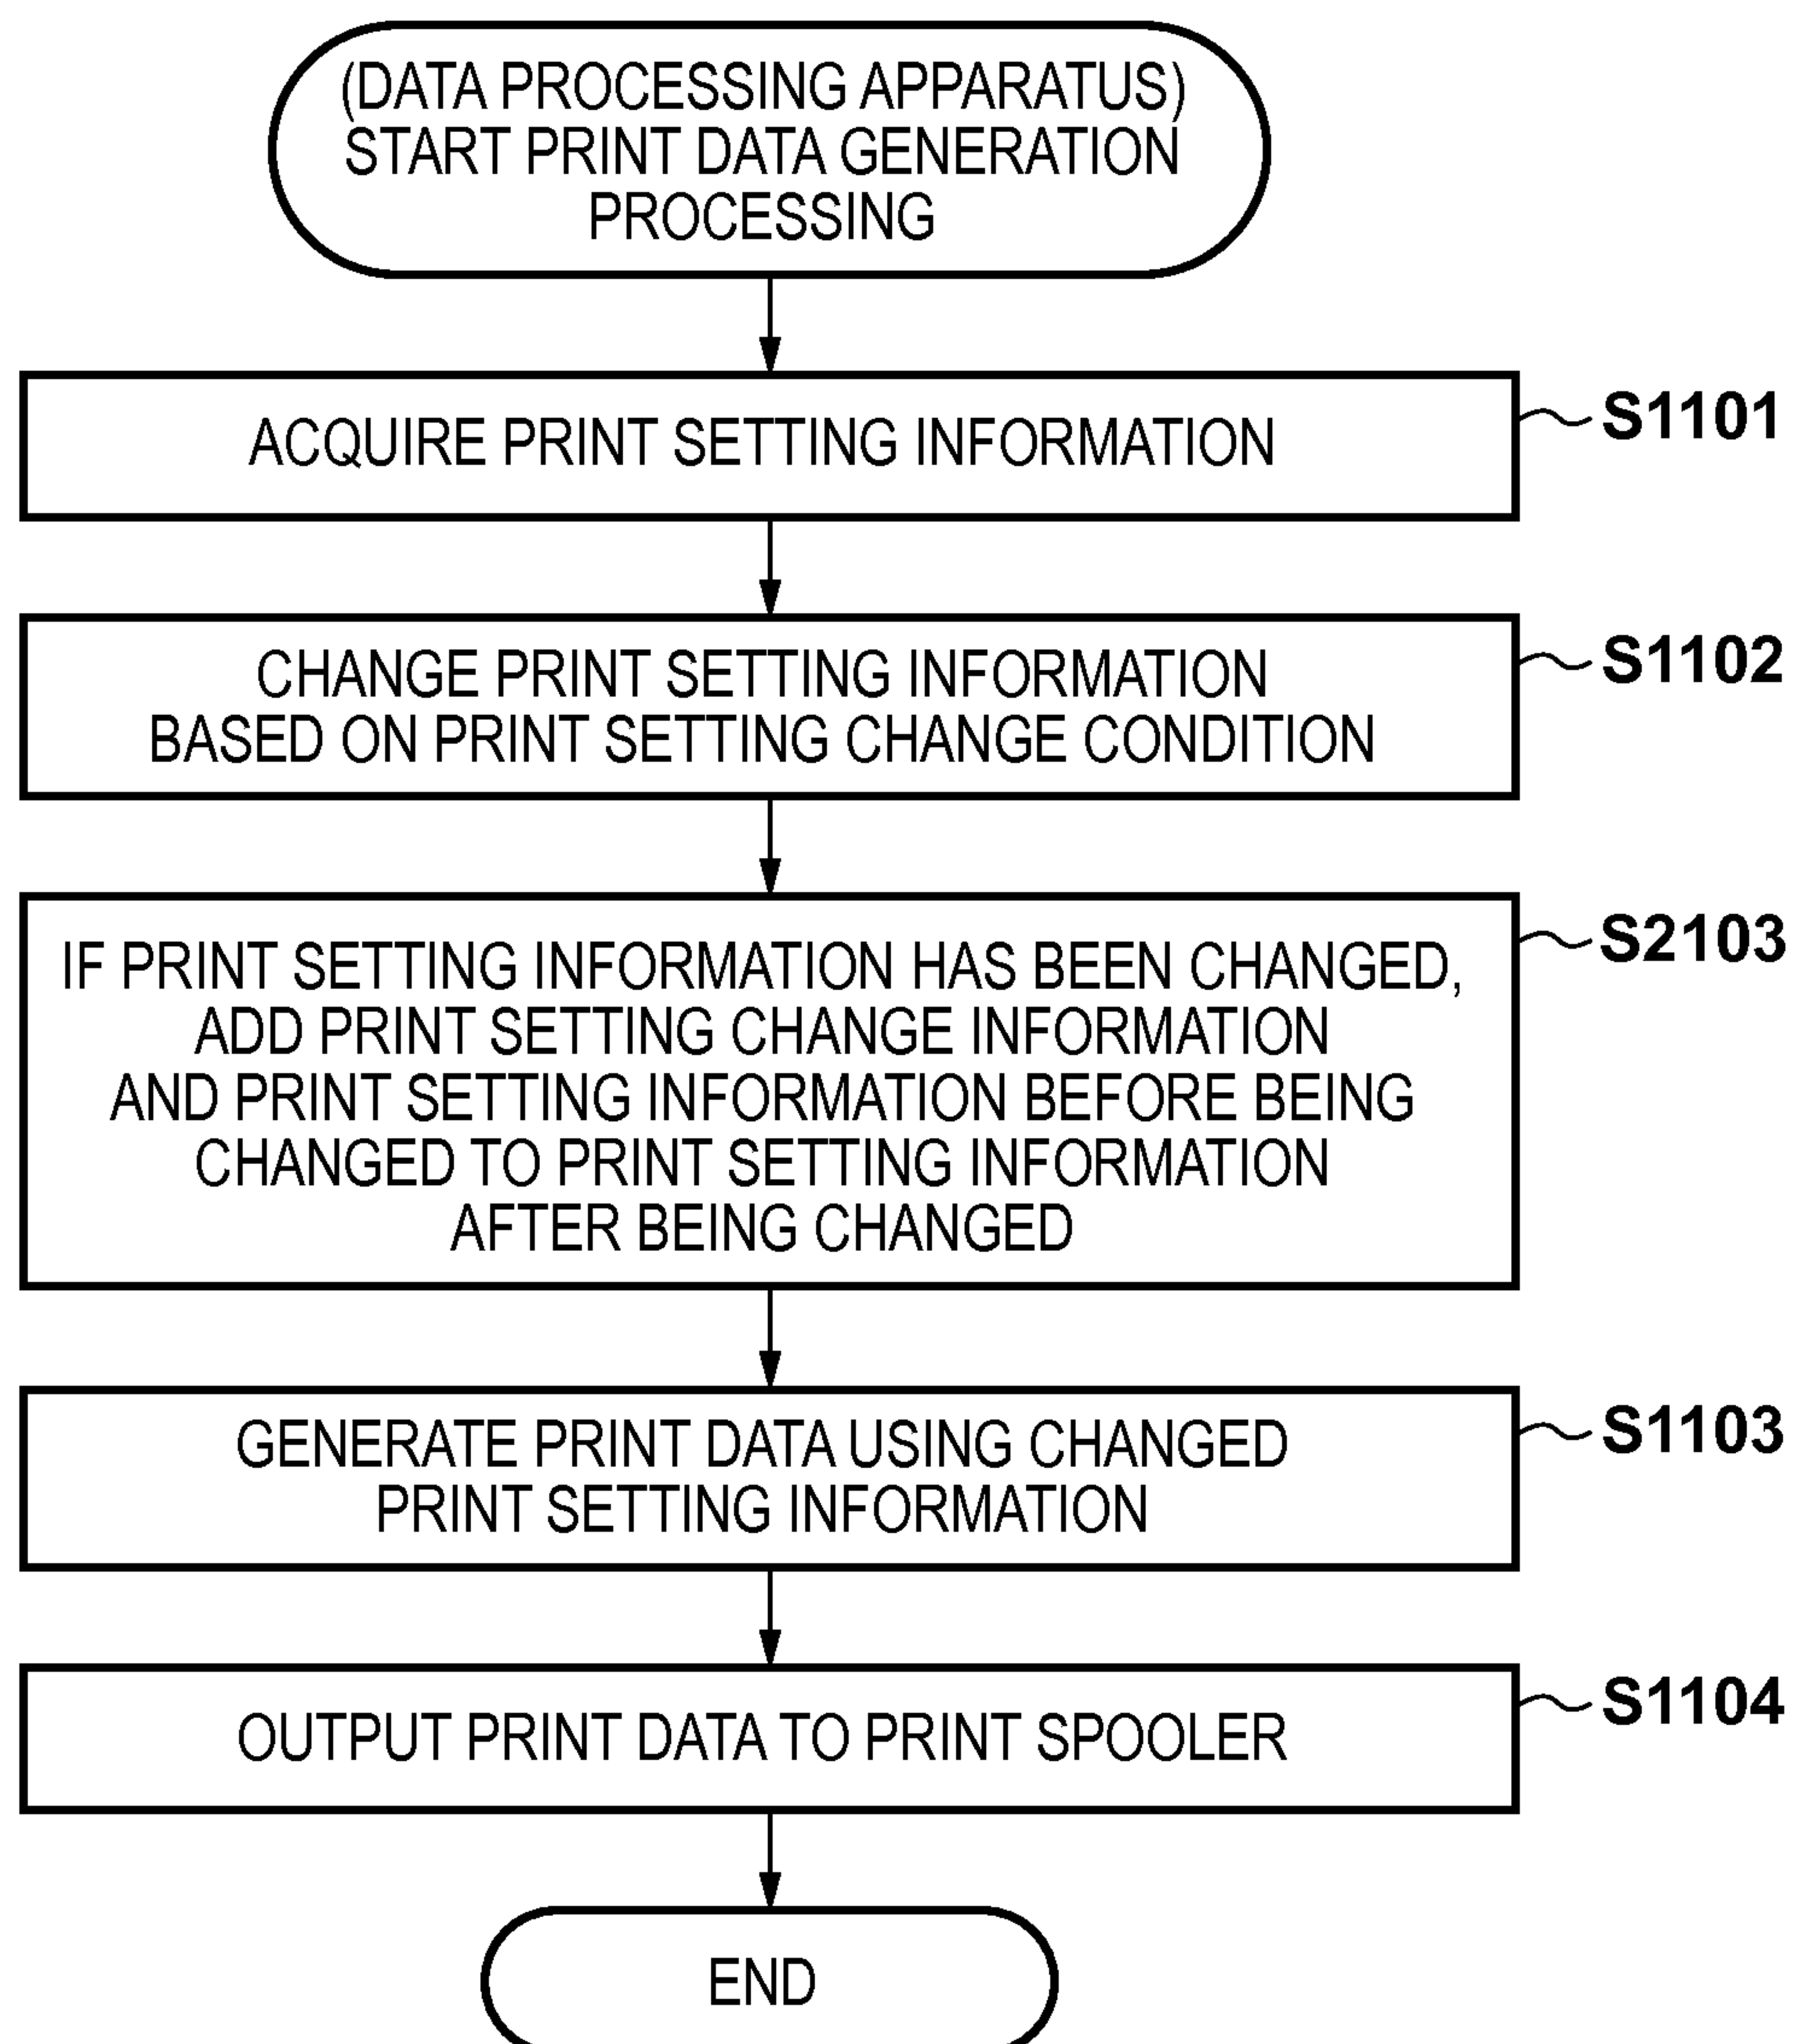 (DATA PROCESSING APPARATUS)
START PRINT DATA GENERATION
PROCESSING
ACQUIRE PRINT SETTING INFORMATION
S1101
CHANGE PRINT SETTING INFORMATION
BASED ON PRINT SETTING CHANGE CONDITION
S1102
IF PRINT SETTING INFORMATION HAS BEEN CHANGED,
ADD PRINT SETTING CHANGE INFORMATION
AND PRINT SETTING INFORMATION BEFORE BEING
CHANGED TO PRINT SETTING INFORMATION
AFTER BEING CHANGED
S2103
GENERATE PRINT DATA USING CHANGED
PRINT SETTING INFORMATION
S1103
OUTPUT PRINT DATA TO PRINT SPOOLER
S1104
END